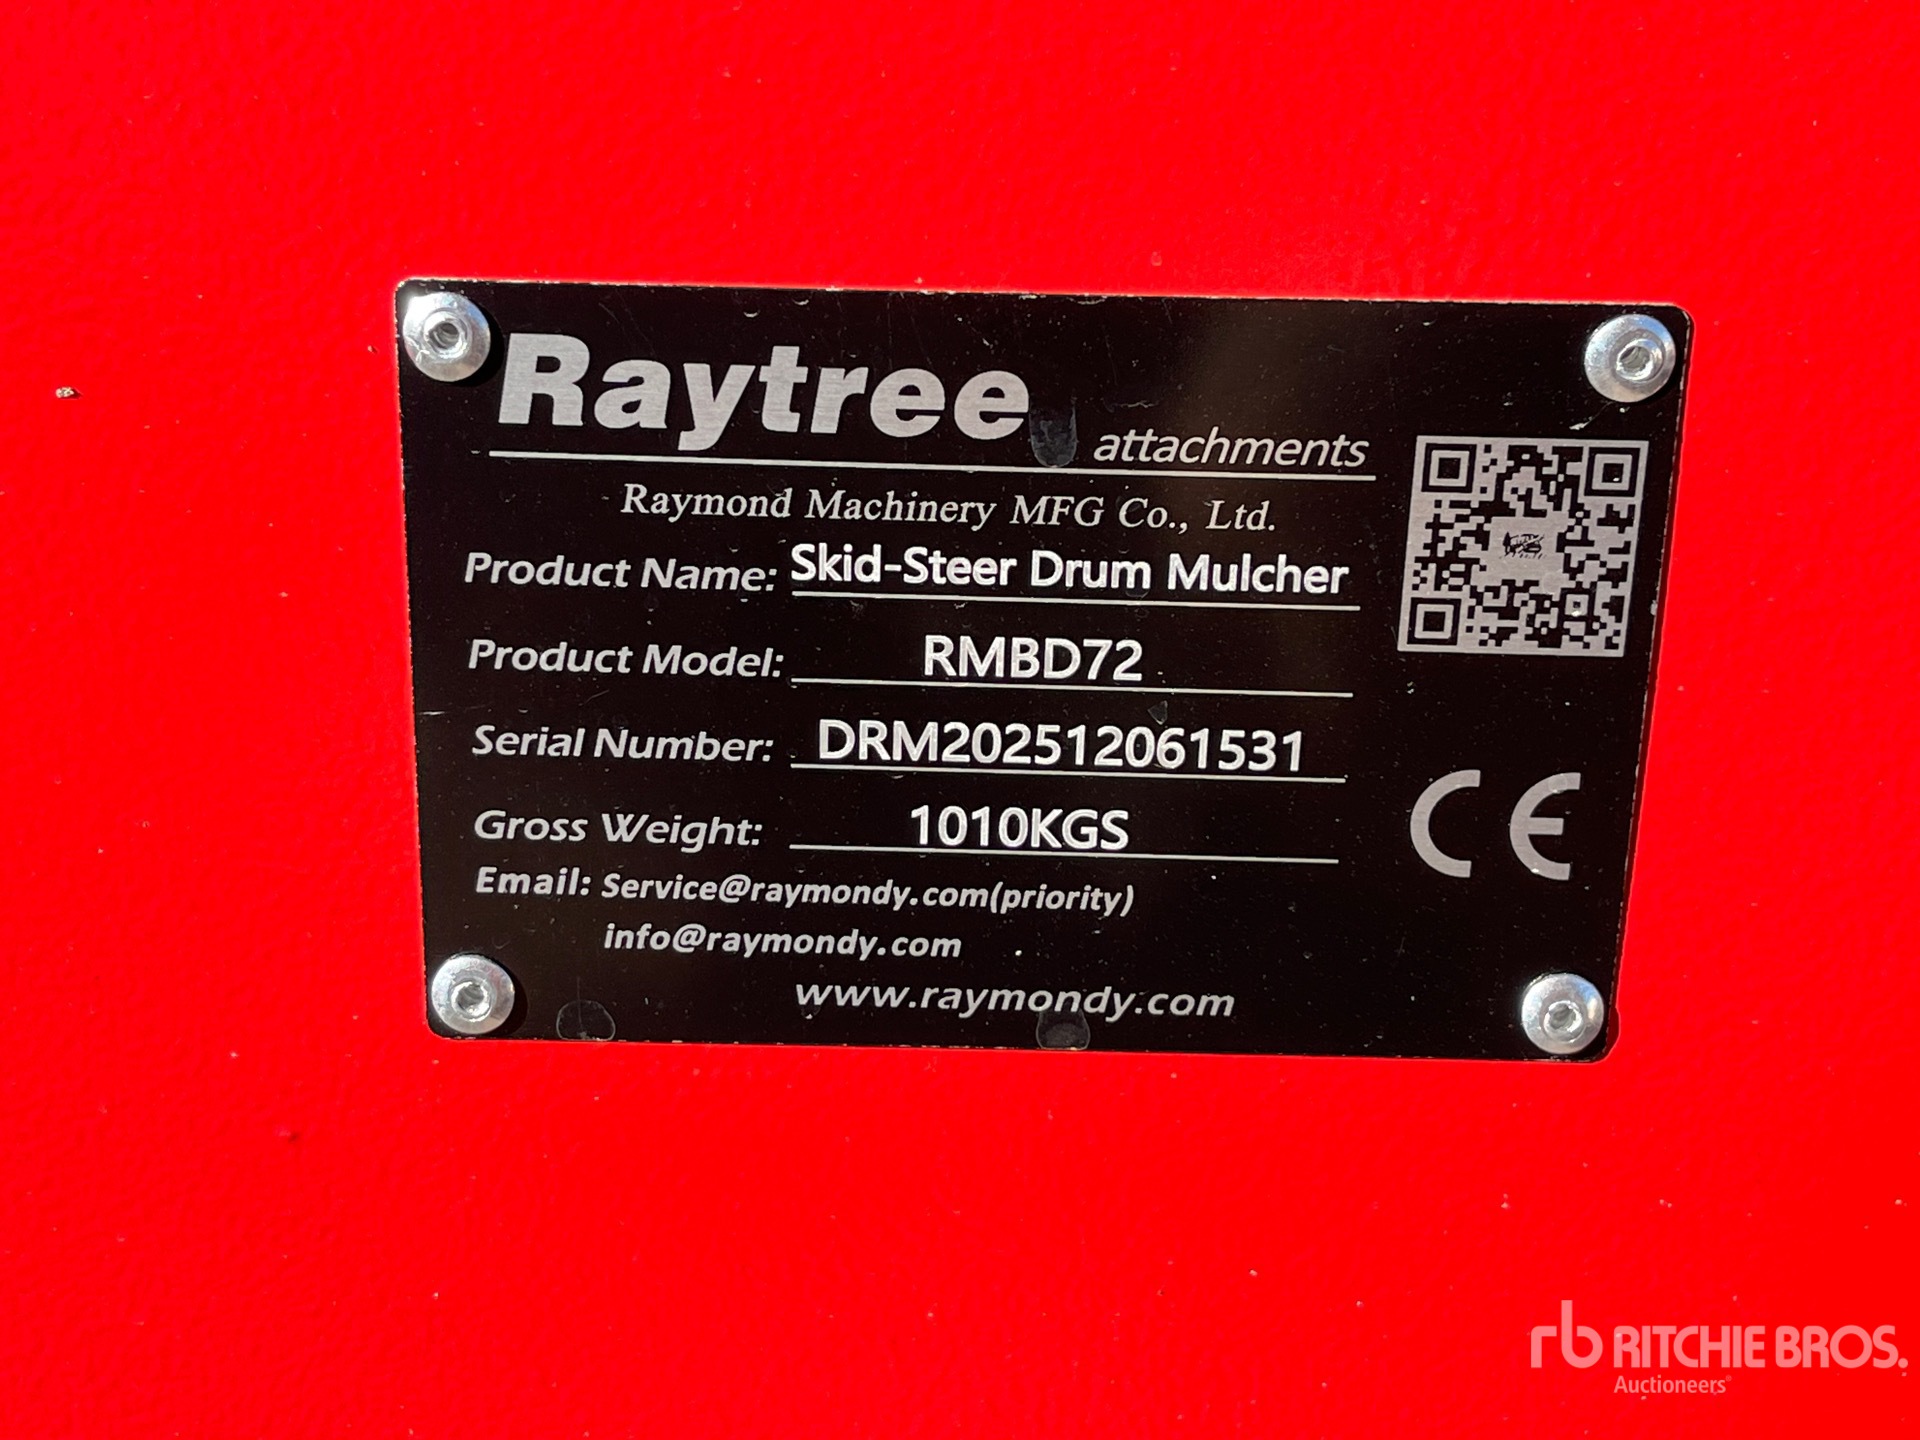 Raytree
attachments
Raymond Machinery MFG Co., Ltd.
Product Name: Skid-Steer Drum Mulcher
Product Model: RMBD72
Serial Number: DRM202512061531
Gross Weight: 1010KGS
Email: Service@raymondy.com(priority)
info@raymondy.com
www.raymondy.com
CE
rb RITCHIE BROS.
Auctioneers